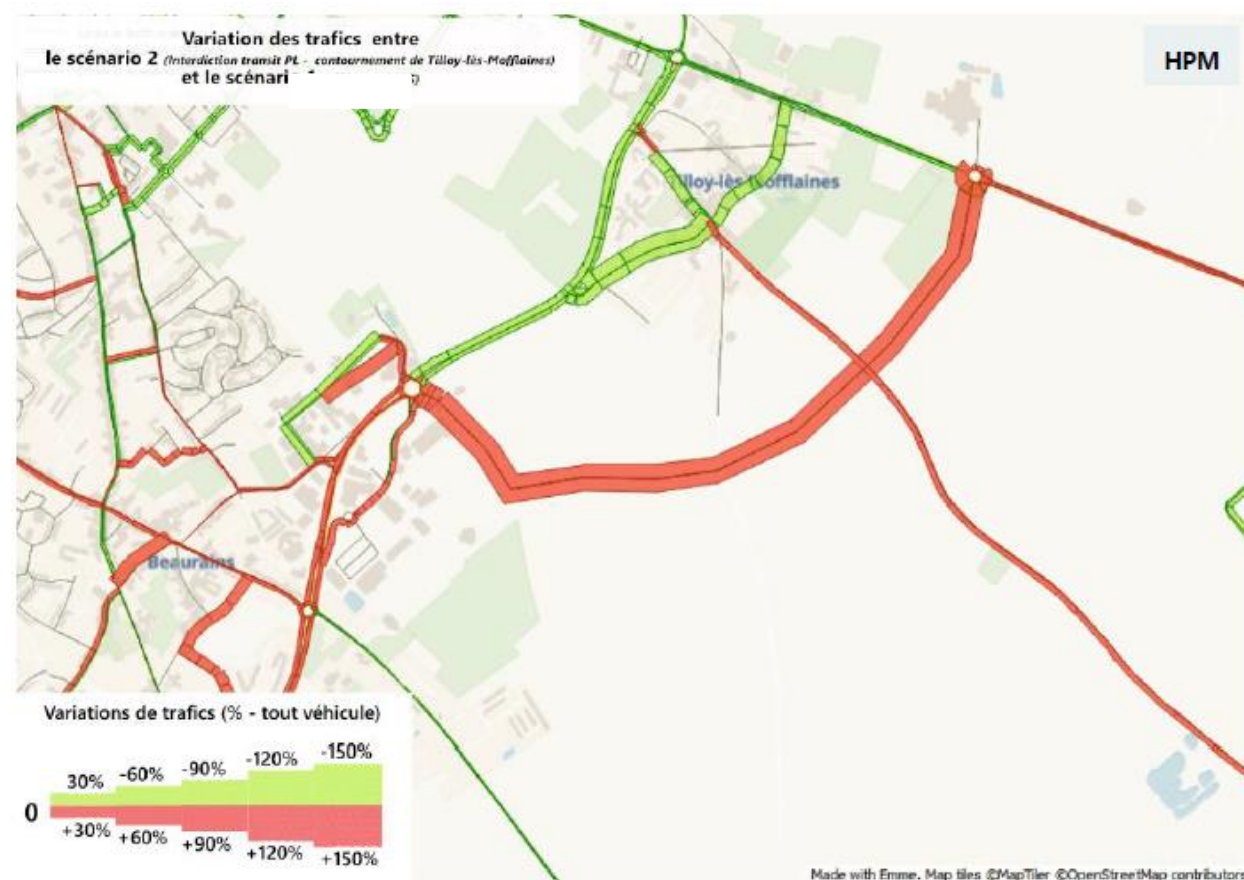 Variation des trafics entre
le scénario 2 (Interdiction transit PL - contournement de Tilloy-lès-Mofflaines)
et le scénari
HPM
Tilloy-lès Mofflaines
Beaurains
Variations de trafics (% - tout véhicule)
30% -60% -90% -120% -150%
0
+30% +60% +90% +120% +150%
Made with Emme, Map tiles ©MapTiler ©OpenStreetMap contributors